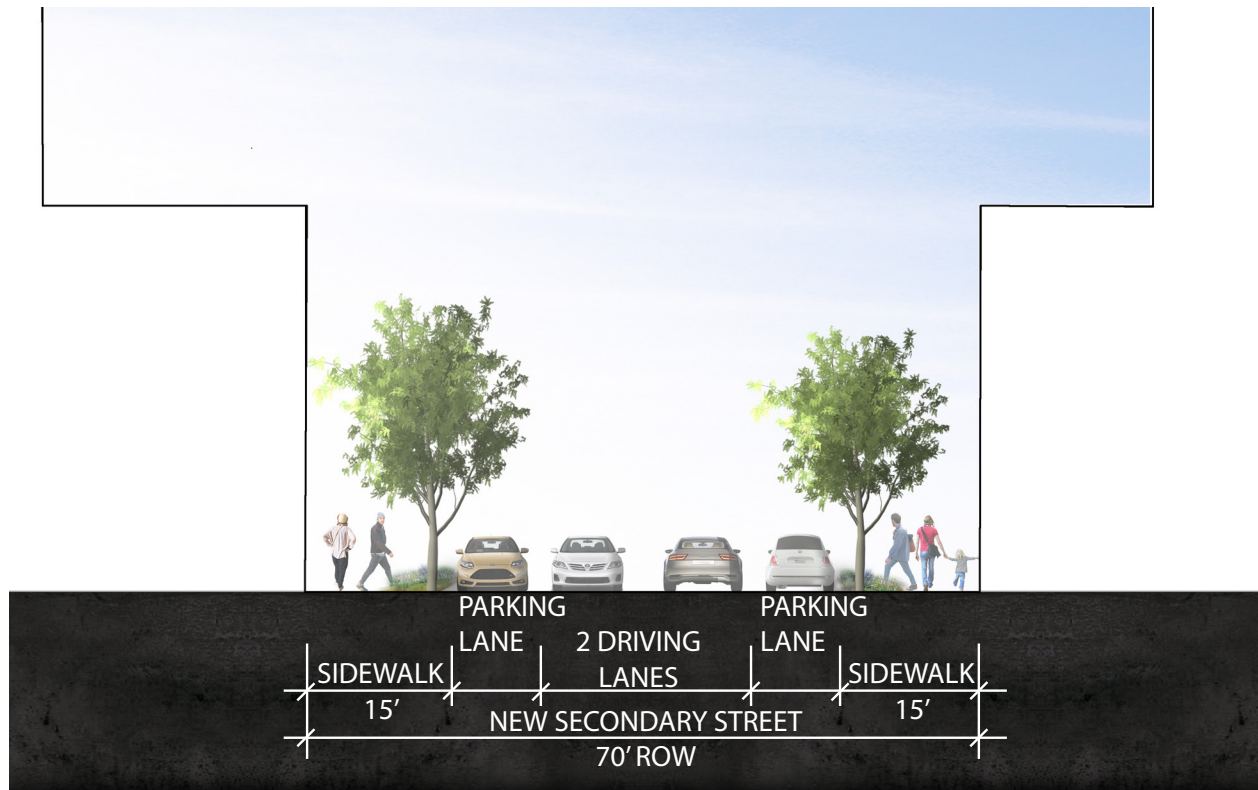 PARKING
LANE
2 DRIVING
LANES
PARKING
LANE
SIDEWALK
15’
SIDEWALK
15’
NEW SECONDARY STREET
70’ ROW